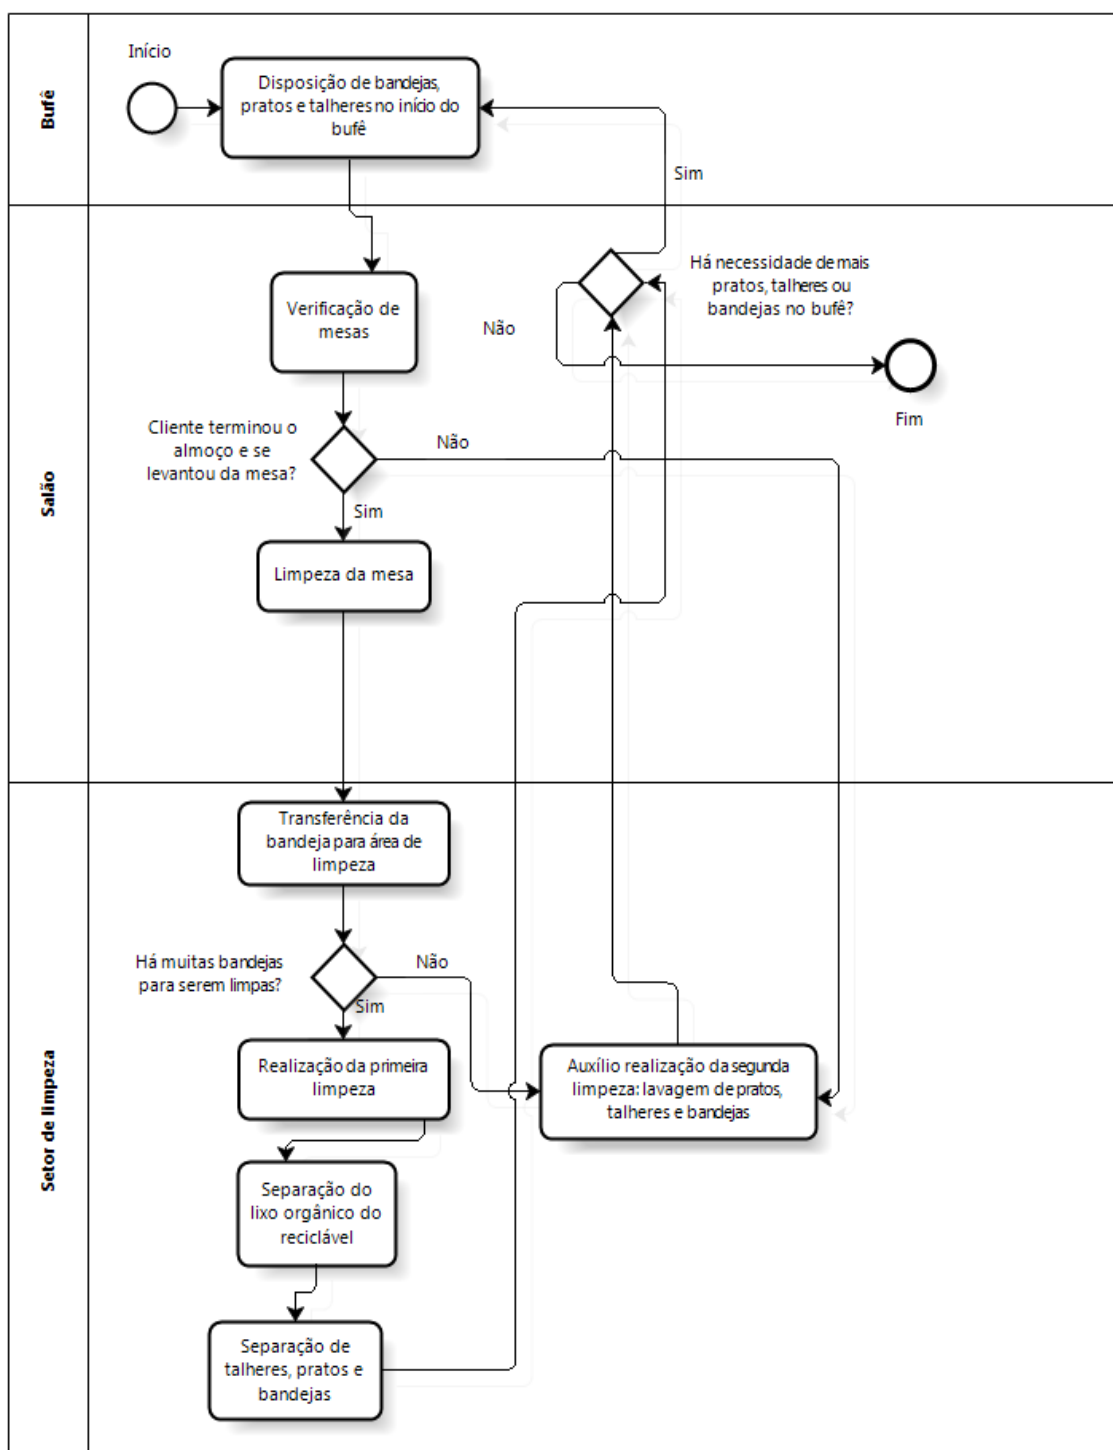 Bufê
Início
Disposição de bandejas,
pratos e talheres no início do
bufê
Sim
Salão
Verificação de
mesas
Há necessidade de mais
pratos, talheres ou
bandejas no bufê?
Não
Fim
Cliente terminou o
almoço e se
levantou da mesa?
Não
Sim
Limpeza da mesa
Setor de limpeza
Transferência da
bandeja para área de
limpeza
Há muitas bandejas
para serem limpas?
Não
Sim
Realização da primeira
limpeza
Auxílio realização da segunda
limpeza: lavagem de pratos,
talheres e bandejas
Separação do
lixo orgânico do
reciclável
Separação de
talheres, pratos e
bandejas